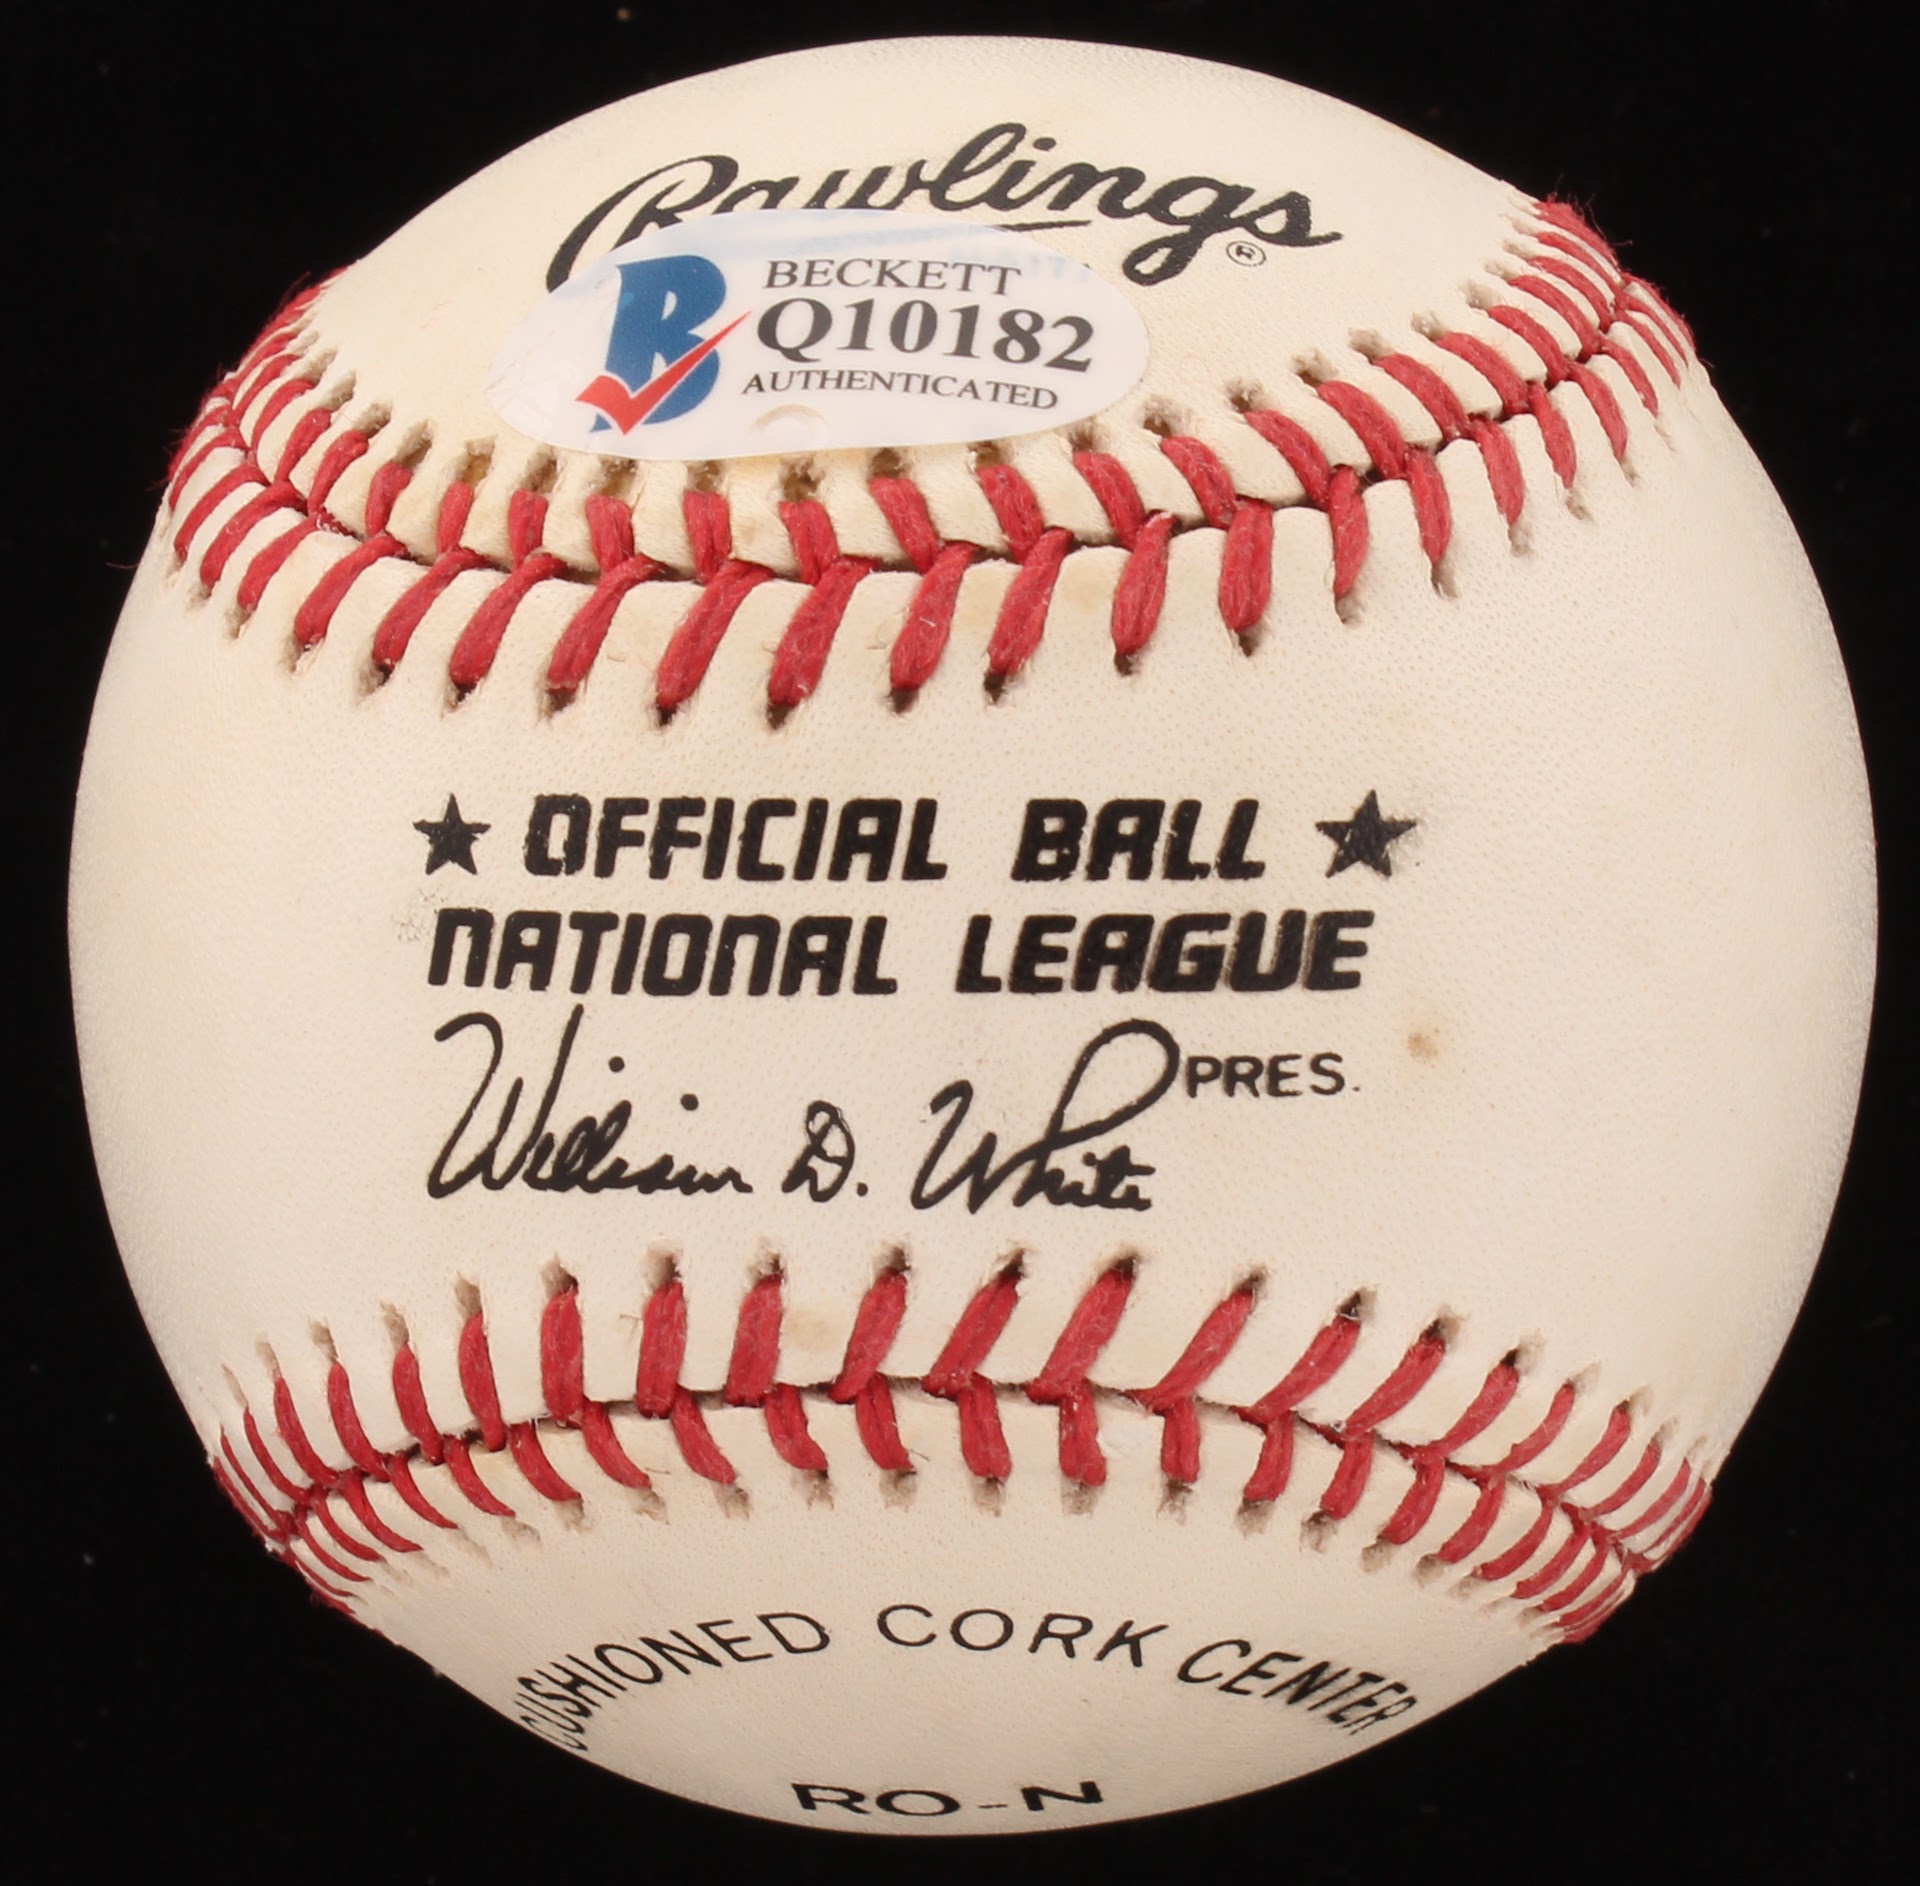 Rawlings ®
BECKETT
Q10182
AUTHENTICATED
★ OFFICIAL BALL ★
NATIONAL LEAGUE
William D. White PRES.
CUSHIONED CORK CENTER
RO-N